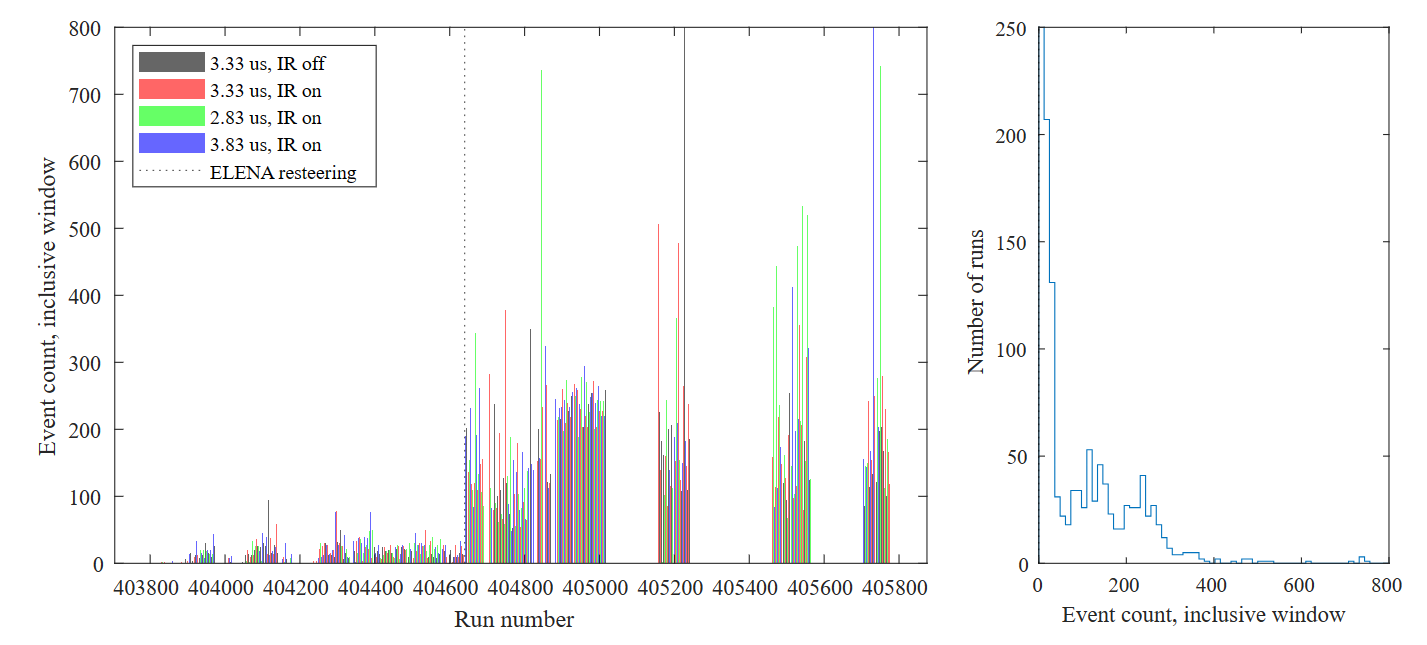 800
700
600
500
400
300
200
100
0
Event count, inclusive window
3.33 us, IR off
3.33 us, IR on
2.83 us, IR on
3.83 us, IR on
ELENA resteering
403800 404000 404200 404400 404600 404800 405000 405200 405400 405600 405800
Run number
250
200
150
100
50
0
Number of runs
0 200 400 600 800
Event count, inclusive window